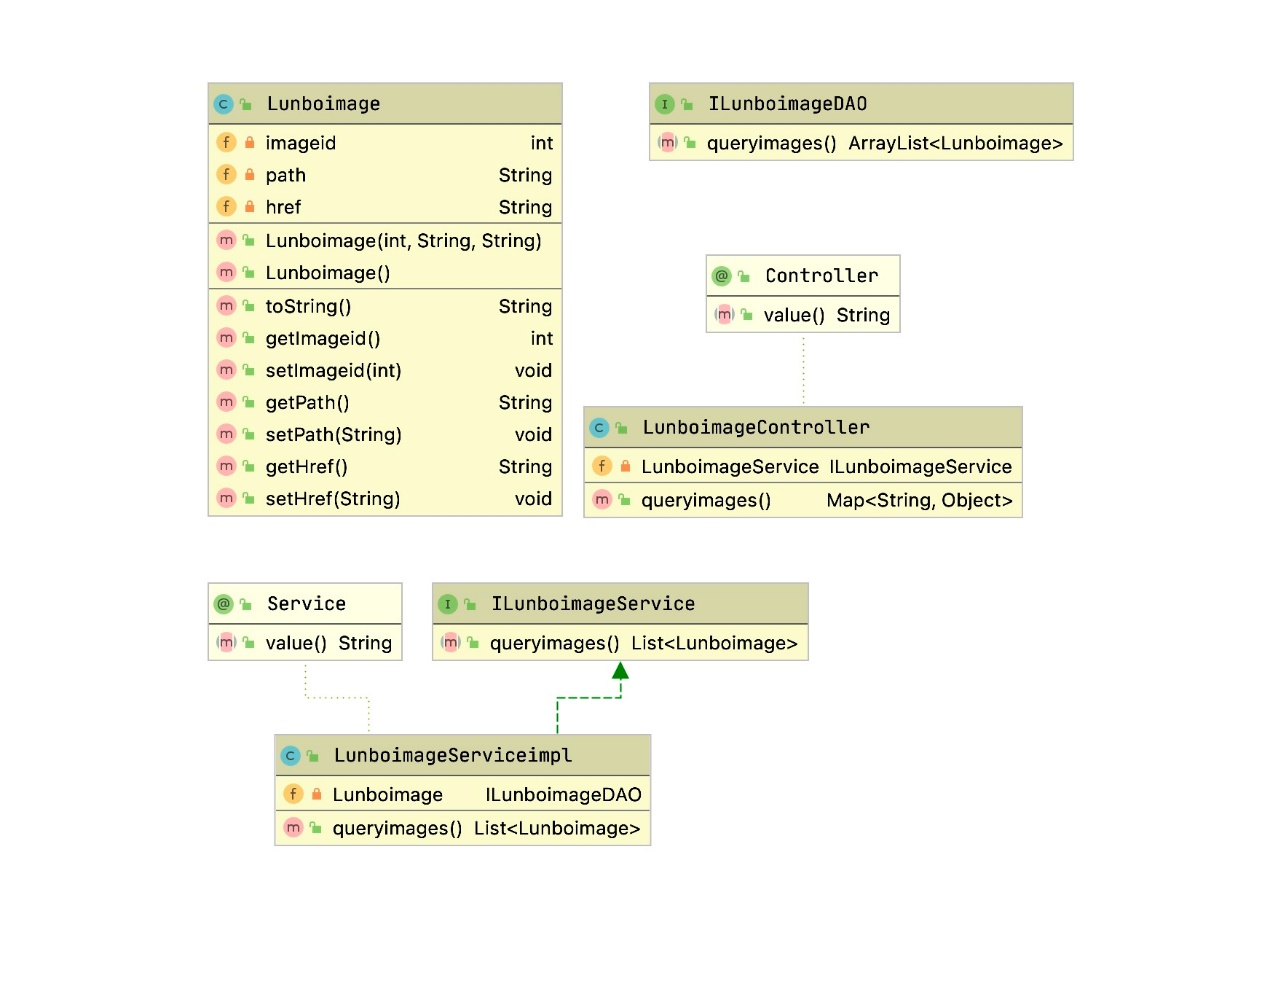 Lunboimage
imageid int
path String
href String
Lunboimage(int, String, String)
Lunboimage()
toString() String
getImageid() int
setImageid(int) void
getPath() String
setPath(String) void
getHref() String
setHref(String) void
ILunboimageDAO
queryimages() ArrayList<Lunboimage>
Controller
value() String
LunboimageController
LunboimageService ILunboimageService
queryimages() Map<String, Object>
Service
value() String
ILunboimageService
queryimages() List<Lunboimage>
LunboimageServiceimpl
Lunboimage ILunboimageDAO
queryimages() List<Lunboimage>